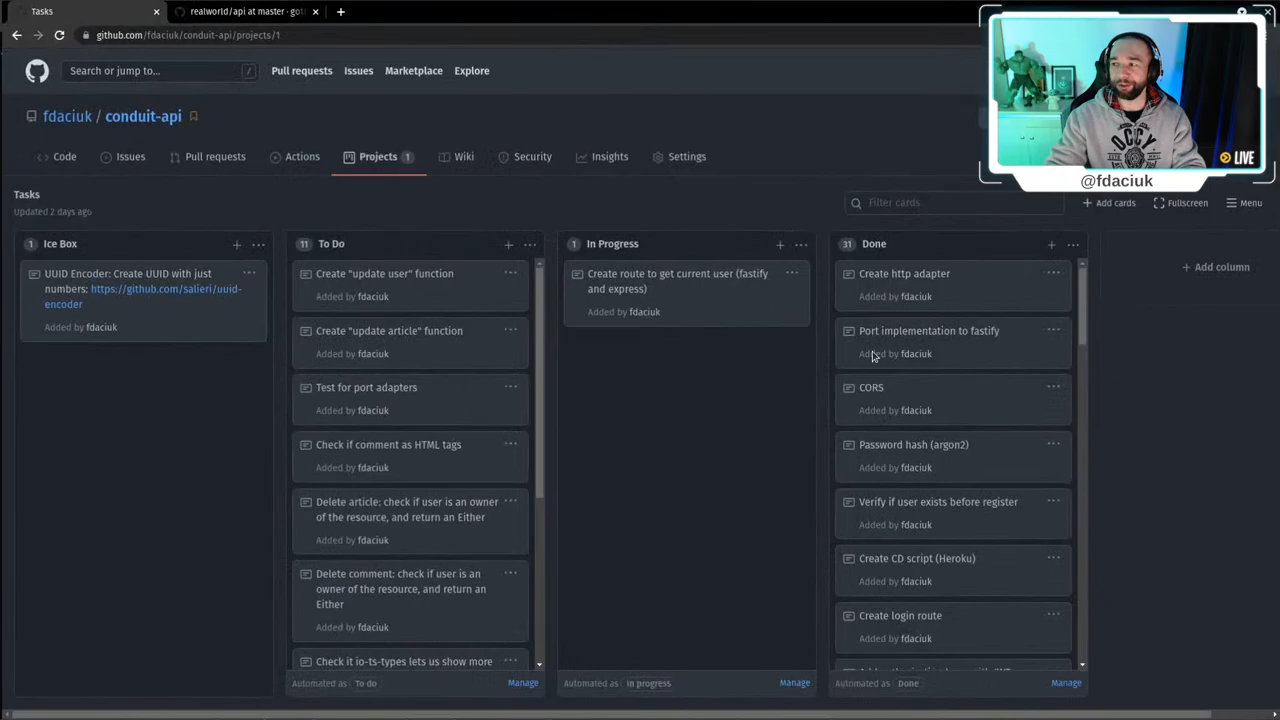 Tasks
realworld/api at master · got
github.com/fdaciuk/conduit-api/projects/1
Search or jump to...
/
Pull requests
Issues
Marketplace
Explore
fdaciuk / conduit-api
Code
Issues
Pull requests
Actions
Projects 1
Wiki
Security
Insights
Settings
Tasks
Updated 2 days ago
Filter cards
Add cards
Fullscreen
Menu
1 Ice Box
UUID Encoder: Create UUID with just
numbers: https://github.com/salieri/uuid-
encoder
Added by fdaciuk
11 To Do
Create "update user" function
Added by fdaciuk
Create "update article" function
Added by fdaciuk
Test for port adapters
Added by fdaciuk
Check if comment as HTML tags
Added by fdaciuk
Delete article: check if user is an owner
of the resource, and return an Either
Added by fdaciuk
Delete comment: check if user is an
owner of the resource, and return an
Either
Added by fdaciuk
Check it io-ts-types lets us show more
Automated as To do
Manage
1 In Progress
Create route to get current user (fastify
and express)
Added by fdaciuk
Automated as In progress
Manage
31 Done
Create http adapter
Added by fdaciuk
Port implementation to fastify
Added by fdaciuk
CORS
Added by fdaciuk
Password hash (argon2)
Added by fdaciuk
Verify if user exists before register
Added by fdaciuk
Create CD script (Heroku)
Added by fdaciuk
Create login route
Added by fdaciuk
Automated as Done
Manage
Add column
OCCY
LIVE
@fdaciuk